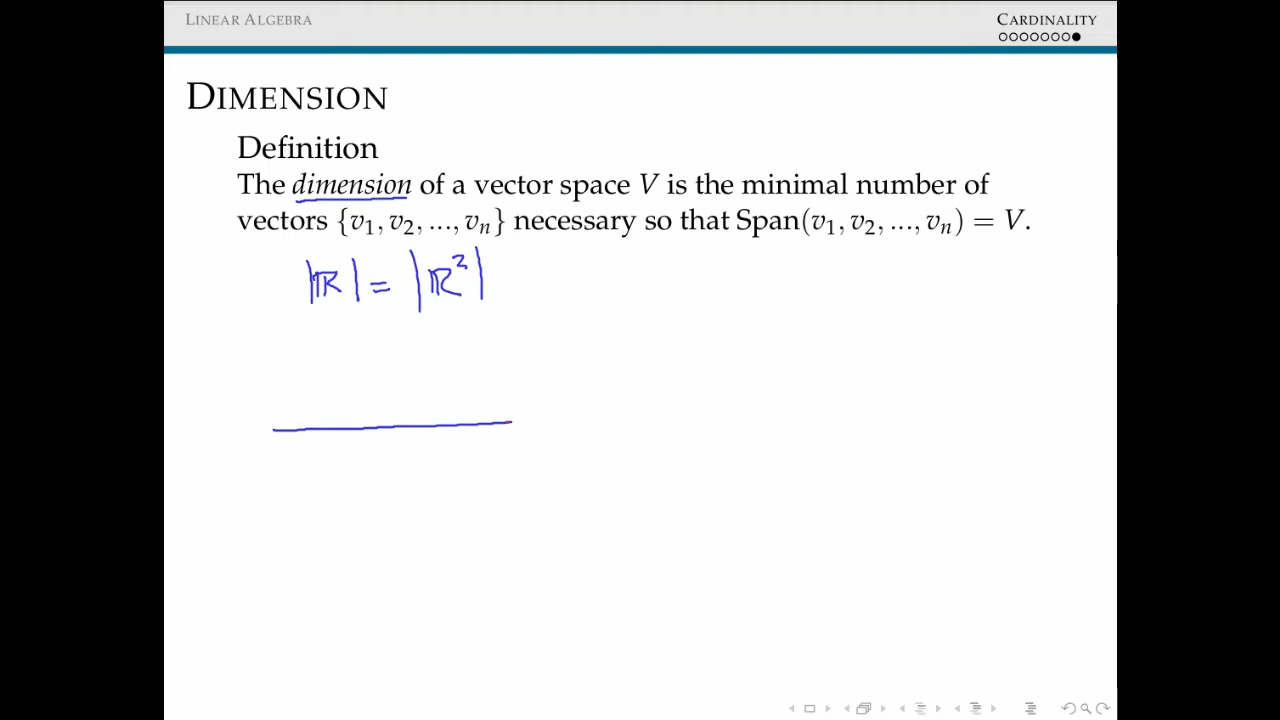 LINEAR ALGEBRA
CARDINALITY
DIMENSION
Definition
The dimension of a vector space V is the minimal number of
vectors {v₁, v₂, ..., vₙ} necessary so that Span(v₁, v₂, ..., vₙ) = V.
|ℝ| = |ℝ²|